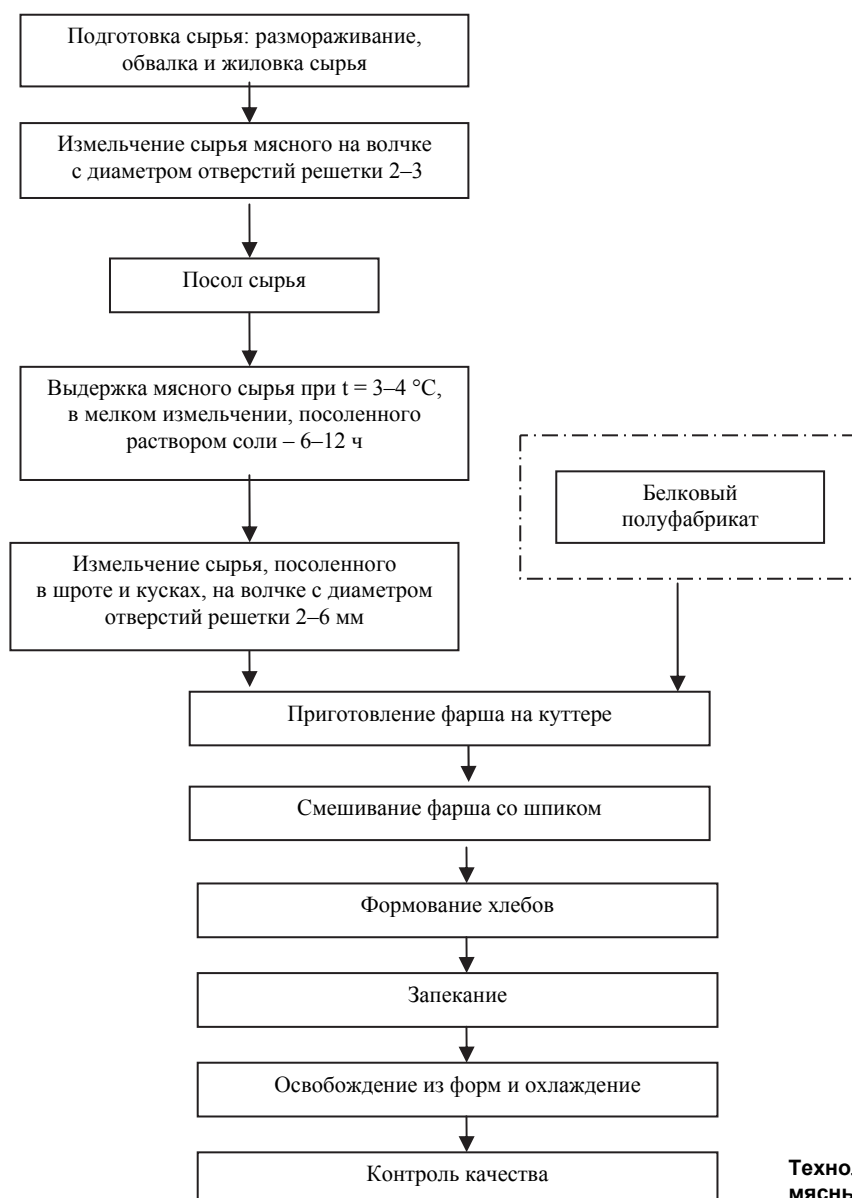 Подготовка сырья: размораживание,
обвалка и жиловка сырья
Измельчение сырья мясного на волчке
с диаметром отверстий решетки 2–3
Посол сырья
Выдержка мясного сырья при t = 3–4 °С,
в мелком измельчении, посоленного
раствором соли – 6–12 ч
Белковый
полуфабрикат
Измельчение сырья, посоленного
в шроте и кусках, на волчке с диаметром
отверстий решетки 2–6 мм
Приготовление фарша на куттере
Смешивание фарша со шпиком
Формование хлебов
Запекание
Освобождение из форм и охлаждение
Контроль качества